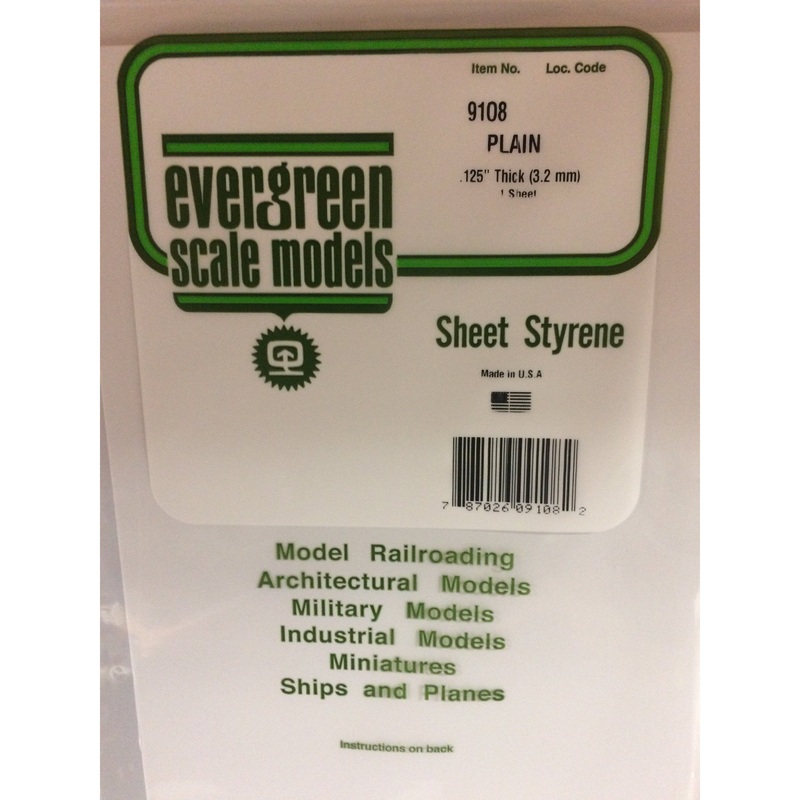 Item No. Loc. Code
9108
PLAIN
.125" Thick (3.2 mm)
1 Sheet
evergreen
scale models
Sheet Styrene
Made in U.S.A
7 87026 09108 2
Model Railroading
Architectural Models
Military Models
Industrial Models
Miniatures
Ships and Planes
Instructions on back